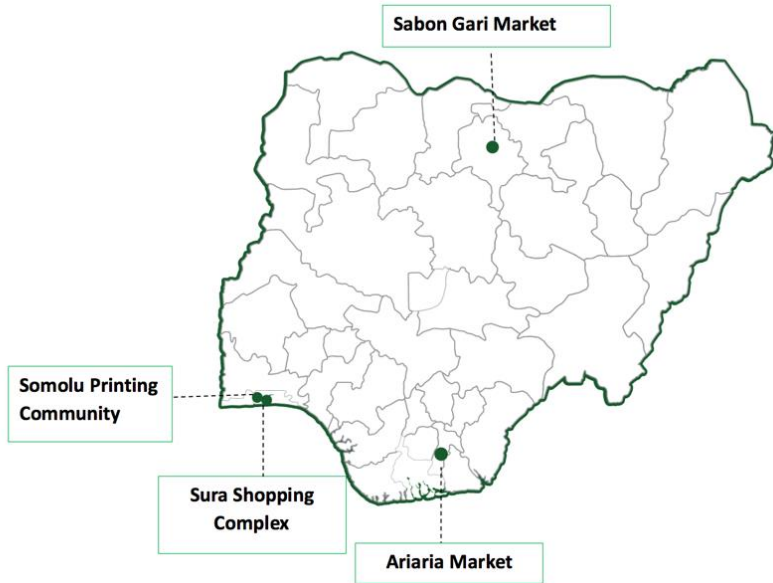 Sabon Gari Market
Somolu Printing
Community
Sura Shopping
Complex
Ariaria Market